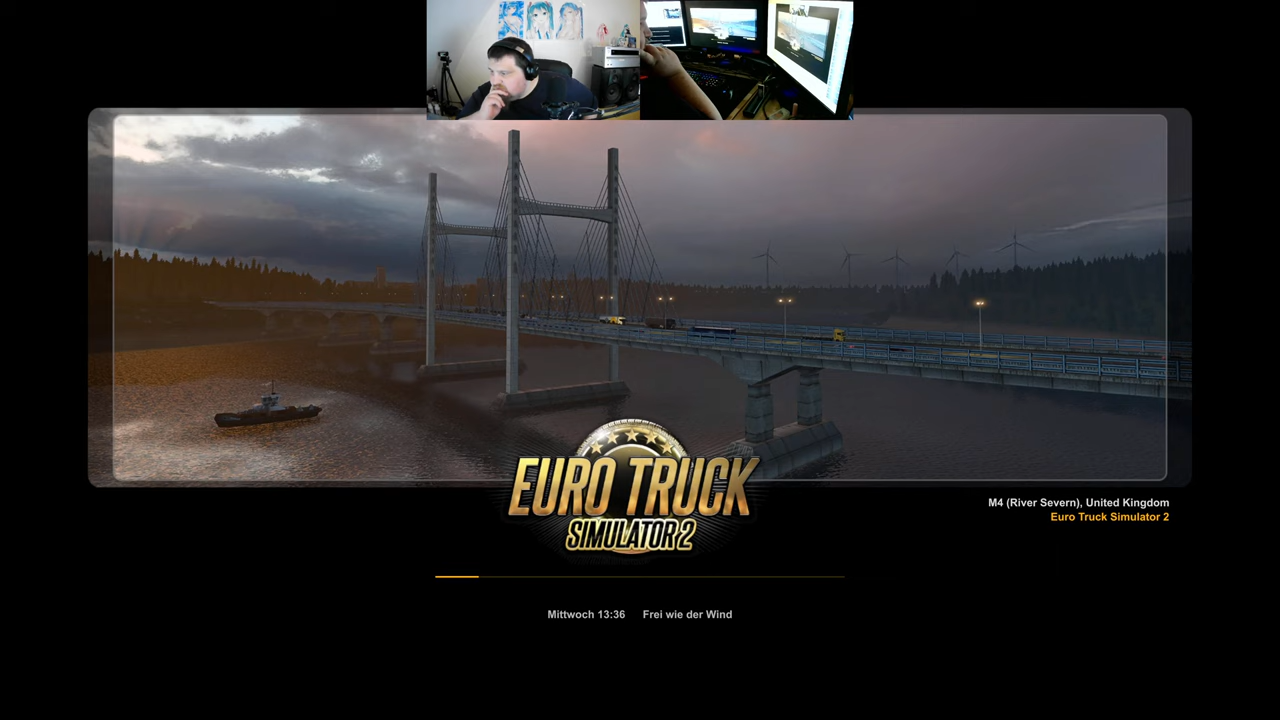 EURO TRUCK
SIMULATOR 2
M4 (River Severn), United Kingdom
Euro Truck Simulator 2
Mittwoch 13:36 Frei wie der Wind